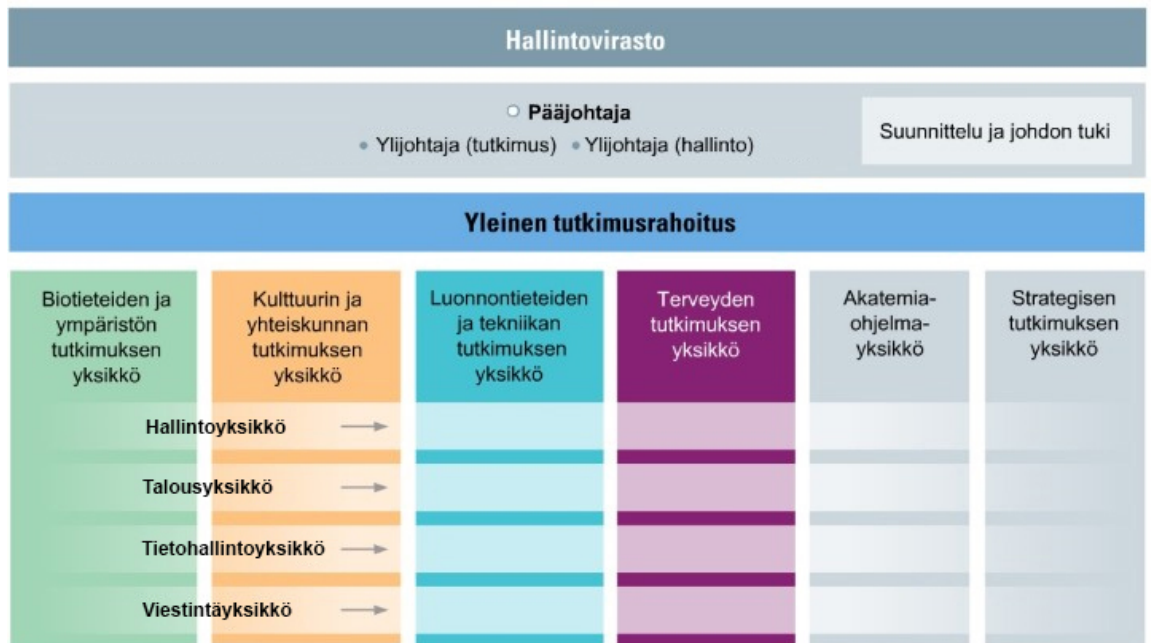 Hallintovirasto
Pääjohtaja
Ylijohtaja (tutkimus) Ylijohtaja (hallinto)
Suunnittelu ja johdon tuki
Yleinen tutkimusrahoitus
Biotieteiden ja
ympäristön
tutkimuksen
yksikkö
Kulttuurin ja
yhteiskunnan
tutkimuksen
yksikkö
Luonnontieteiden
ja tekniikan
tutkimuksen
yksikkö
Terveyden
tutkimuksen
yksikkö
Akatemia-
ohjelma-
yksikkö
Strategisen
tutkimuksen
yksikkö
Hallintoyksikkö
Talousyksikkö
Tietohallintoyksikkö
Viestintäyksikkö